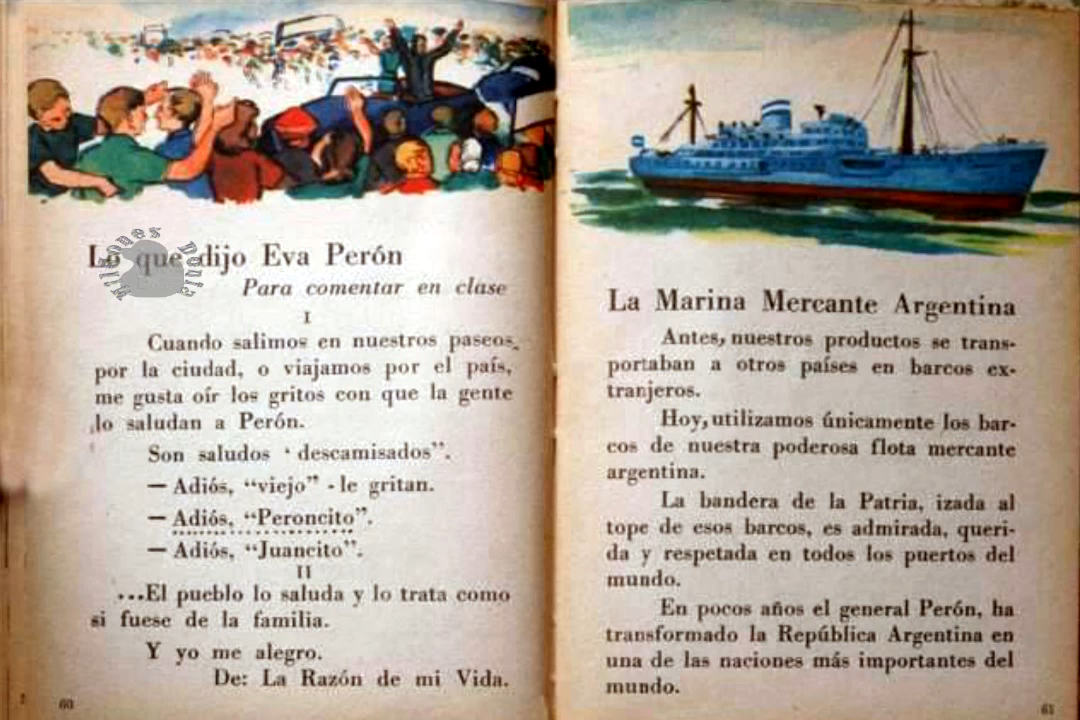 Lo que dijo Eva Perón
Para comentar en clase
I
Cuando salimos en nuestros paseos,
por la ciudad, o viajamos por el país,
me gusta oír los gritos con que la gente
lo saludan a Perón.
Son saludos ‘descamisados”.
— Adiós, “viejo” - le gritan.
— Adiós, “Peroncito”.
— Adiós, “Juancito”.
II
...El pueblo lo saluda y lo trata como
si fuese de la familia.
Y yo me alegro.
De: La Razón de mi Vida.
60
La Marina Mercante Argentina
Antes, nuestros productos se trans-
portaban a otros países en barcos ex-
tranjeros.
Hoy, utilizamos únicamente los bar-
cos de nuestra poderosa flota mercante
argentina.
La bandera de la Patria, izada al
tope de esos barcos, es admirada, queri-
da y respetada en todos los puertos del
mundo.
En pocos años el general Perón, ha
transformado la República Argentina en
una de las naciones más importantes del
mundo.
61